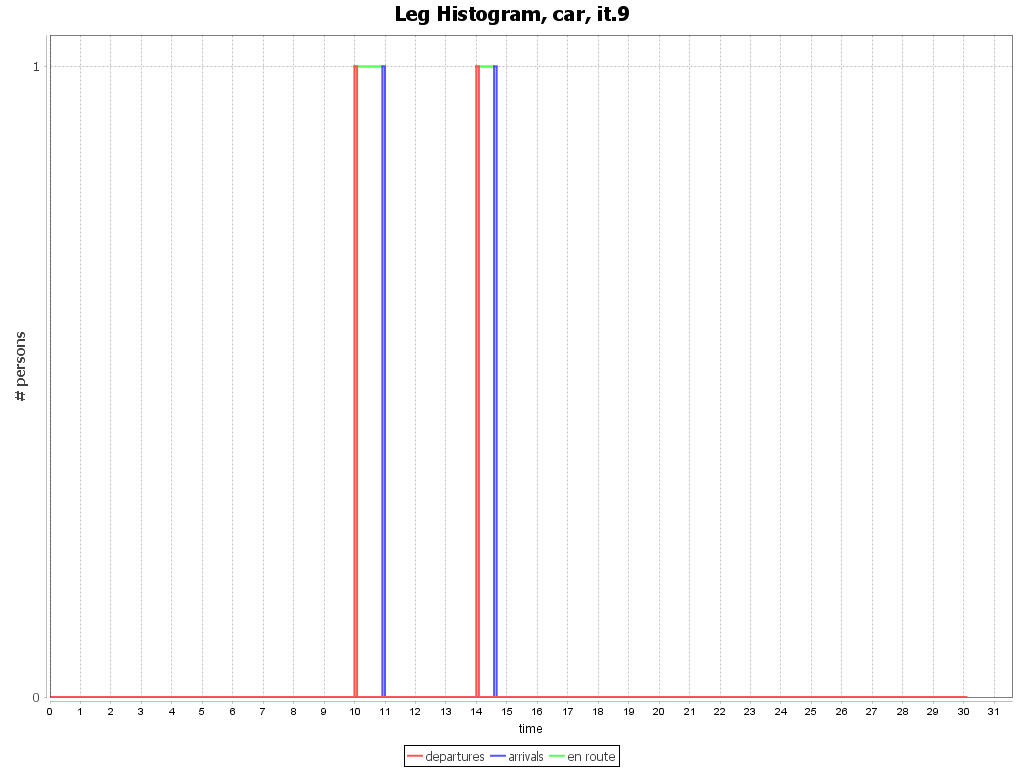 Leg Histogram, car, it.9
1
# persons
0
0 1 2 3 4 5 6 7 8 9 10 11 12 13 14 15 16 17 18 19 20 21 22 23 24 25 26 27 28 29 30 31
time
departures arrivals en route